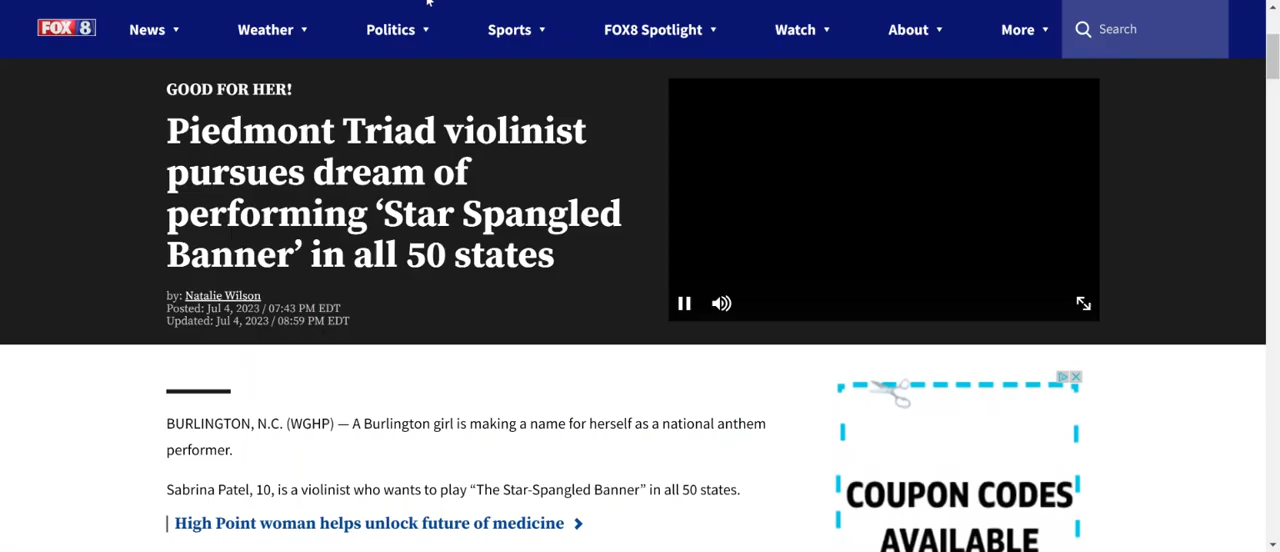 FOX 8 News Weather Politics Sports FOX8 Spotlight Watch About More Search
GOOD FOR HER!
Piedmont Triad violinist
pursues dream of
performing ‘Star Spangled
Banner’ in all 50 states
by: Natalie Wilson
Posted: Jul 4, 2023 / 07:43 PM EDT
Updated: Jul 4, 2023 / 08:59 PM EDT
BURLINGTON, N.C. (WGHP) — A Burlington girl is making a name for herself as a national anthem
performer.
Sabrina Patel, 10, is a violinist who wants to play “The Star-Spangled Banner” in all 50 states.
High Point woman helps unlock future of medicine
COUPON CODES
AVAILABLE